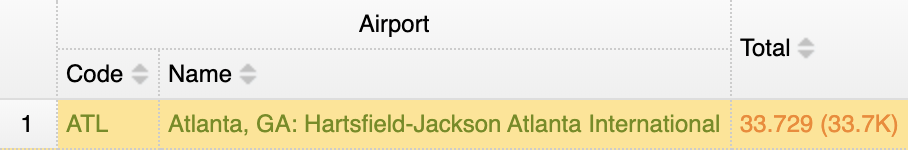 Airport
Total
Code Name
1 ATL Atlanta, GA: Hartsfield-Jackson Atlanta International 33.729 (33.7K)